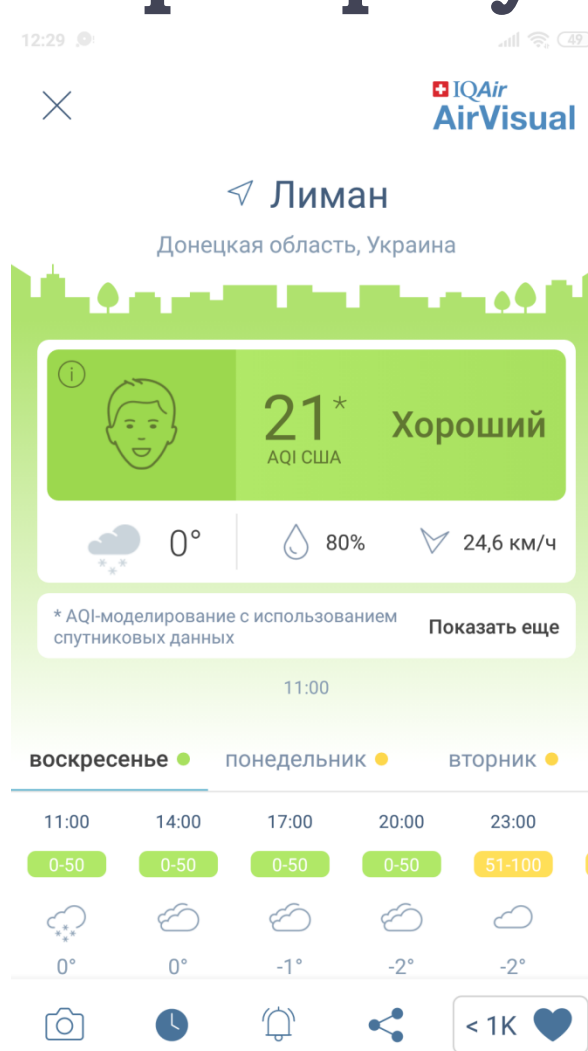 12:29
49
IQAir
AirVisual
Лиман
Донецкая область, Украина
21*
AQI США
Хороший
0°
80%
24,6 км/ч
* AQI-моделирование с использованием
спутниковых данных
Показать еще
11:00
воскресенье
понедельник
вторник
11:00 14:00 17:00 20:00 23:00
0-50 0-50 0-50 0-50 51-100
0° 0° -1° -2° -2°
< 1K